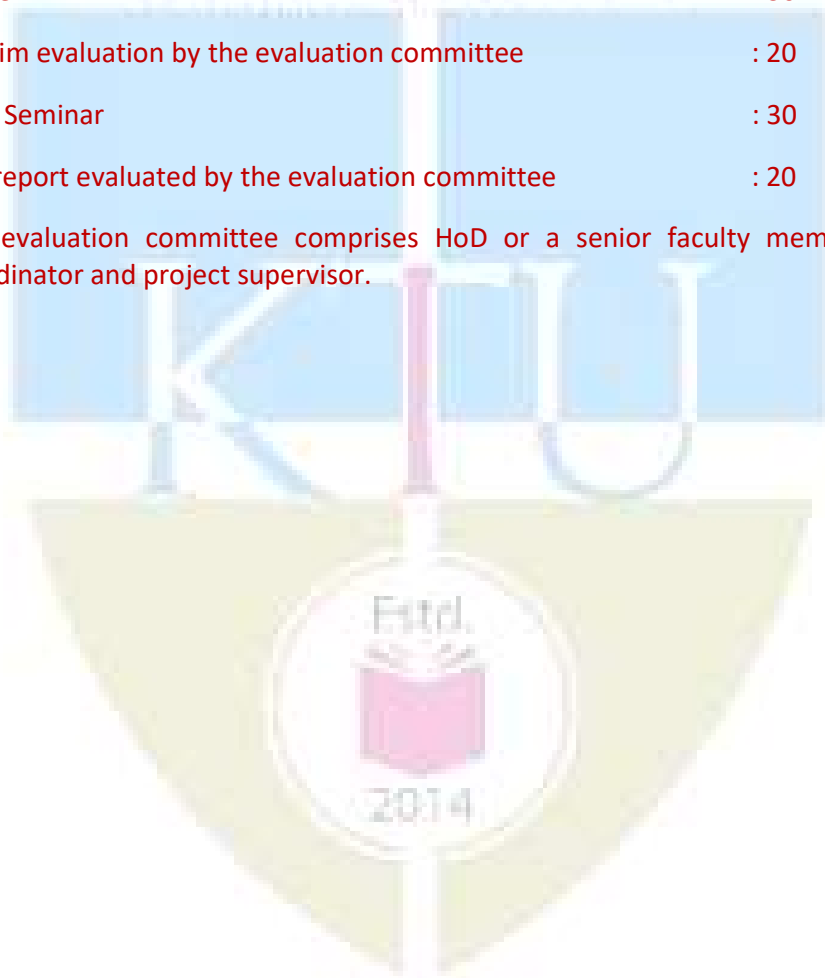 im evaluation by the evaluation committee : 20
Seminar : 30
report evaluated by the evaluation committee : 20
evaluation committee comprises HoD or a senior faculty mem
dinator and project supervisor.
KTU
Estd.
2014